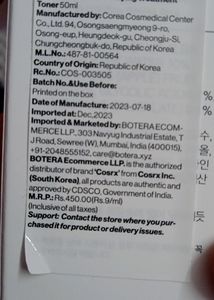 Toner 50ml
Manufactured by: Corea Cosmedical Center
Co., Ltd. 94, Osongsaengmyeong 9-ro,
Osong-eup, Heungdeok-gu, Cheongju-Si,
Chungcheongbuk-do, Republic of Korea
M.L.No.: 487-81-00564
Country of Origin: Republic of Korea
Rc.No.: COS-003505
Batch No.&Use Before:
Printed on the box
Date of Manufacture: 2023-07-18
Imported at: Dec,2023
Imported & Marketed by: BOTERA ECOM-
MERCE LLP, 303 Navyug Industrial Estate, T
J Road, Sewree (W), Mumbai, India (400015),
+91-2048555152, care@botera.xyz
BOTERA Ecommerce LLP, is the authorized
distributor of brand "Cosrx" from Cosrx Inc.
(South Korea), all products are authentic and
approved by CDSCO, Government of India.
M.R.P.: Rs.450.00(Rs.9/ml)
(Inclusive of all taxes)
Support: Contact the store where you pur-
chased it for product or delivery issues.
%
%
수,
올,
인
산